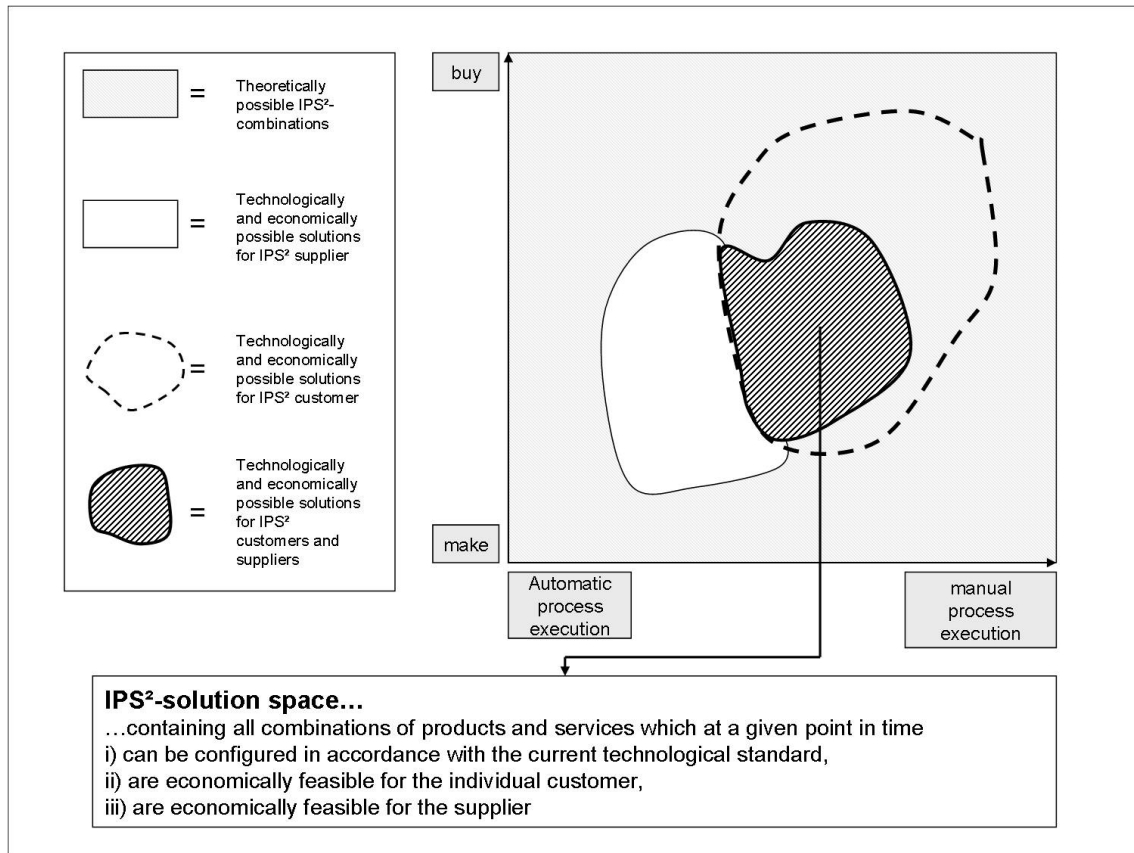 =
Theoretically
possible IPS²-
combinations
=
Technologically
and economically
possible solutions
for IPS² supplier
=
Technologically
and economically
possible solutions
for IPS² customer
=
Technologically
and economically
possible solutions
for IPS²
customers and
suppliers
buy
make
Automatic
process
execution
manual
process
execution
IPS²-solution space…
…containing all combinations of products and services which at a given point in time
i) can be configured in accordance with the current technological standard,
ii) are economically feasible for the individual customer,
iii) are economically feasible for the supplier